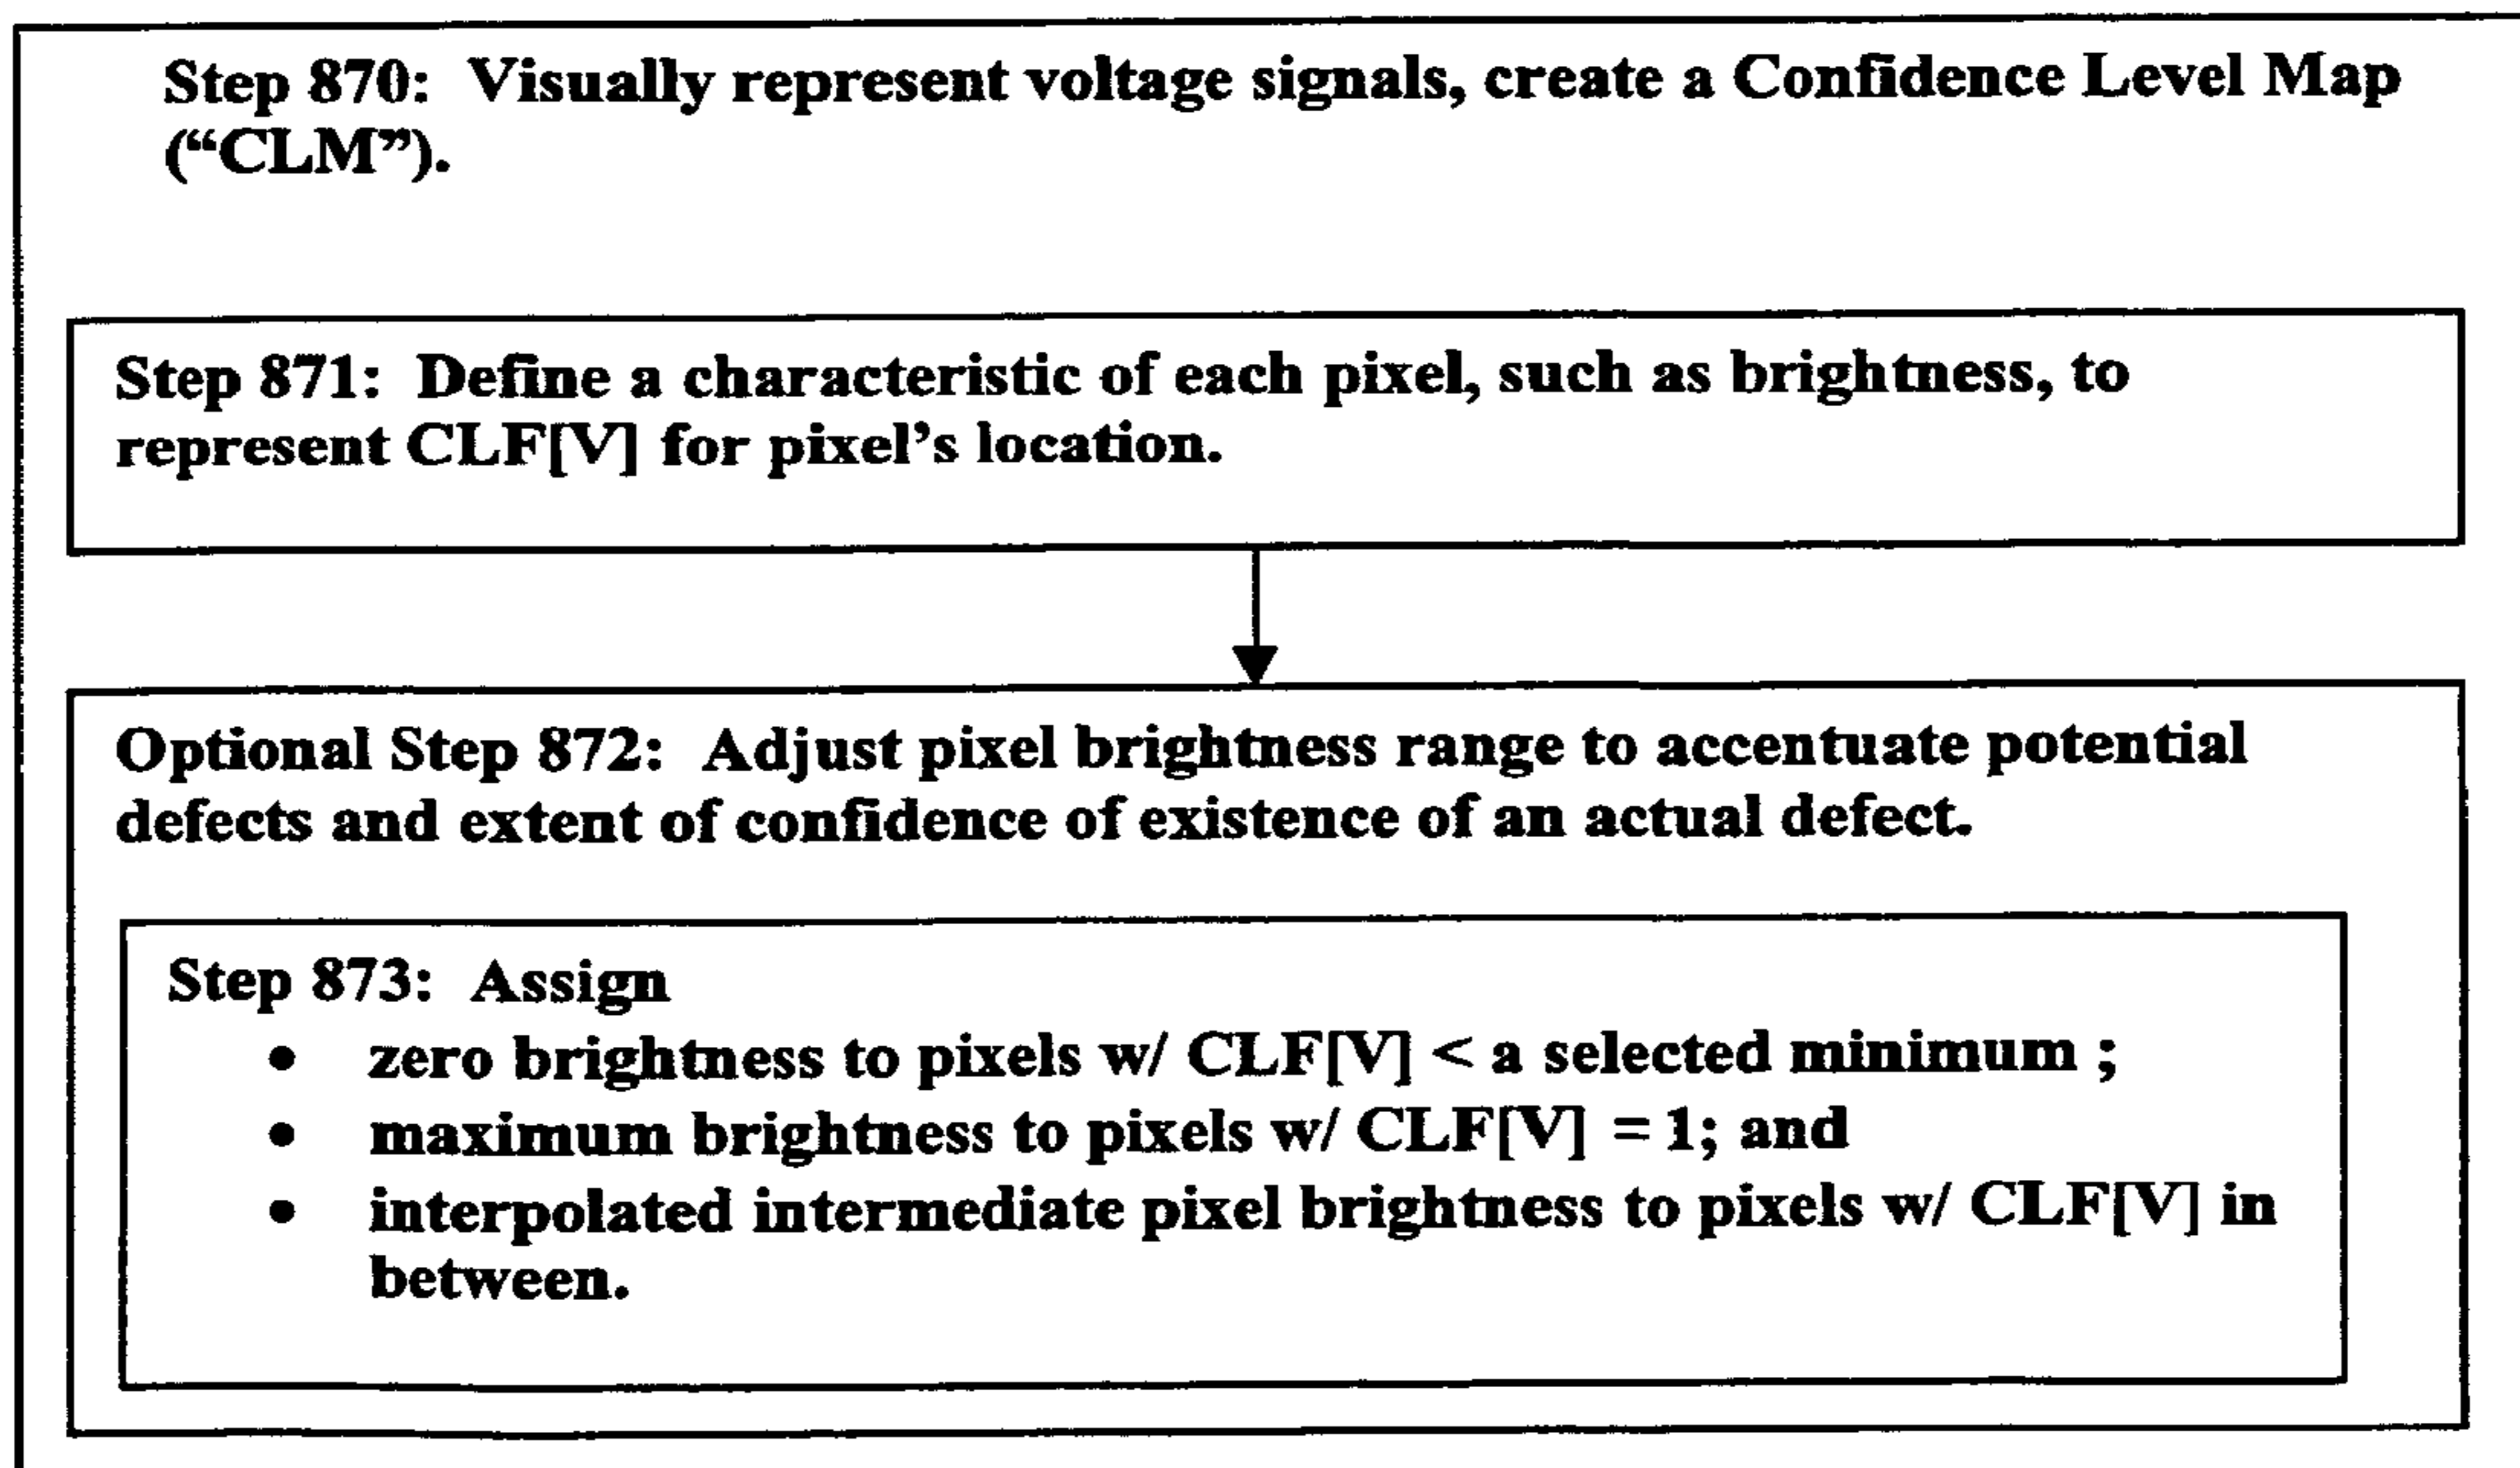 Step 870: Visually represent voltage signals, create a Confidence Level Map
(“CLM”).
Step 871: Define a characteristic of each pixel, such as brightness, to
represent CLF[V] for pixel’s location.
Optional Step 872: Adjust pixel brightness range to accentuate potential
defects and extent of confidence of existence of an actual defect.
Step 873: Assign
• zero brightness to pixels w/ CLF[V] < a selected minimum ;
• maximum brightness to pixels w/ CLF[V] = 1; and
• interpolated intermediate pixel brightness to pixels w/ CLF[V] in
between.